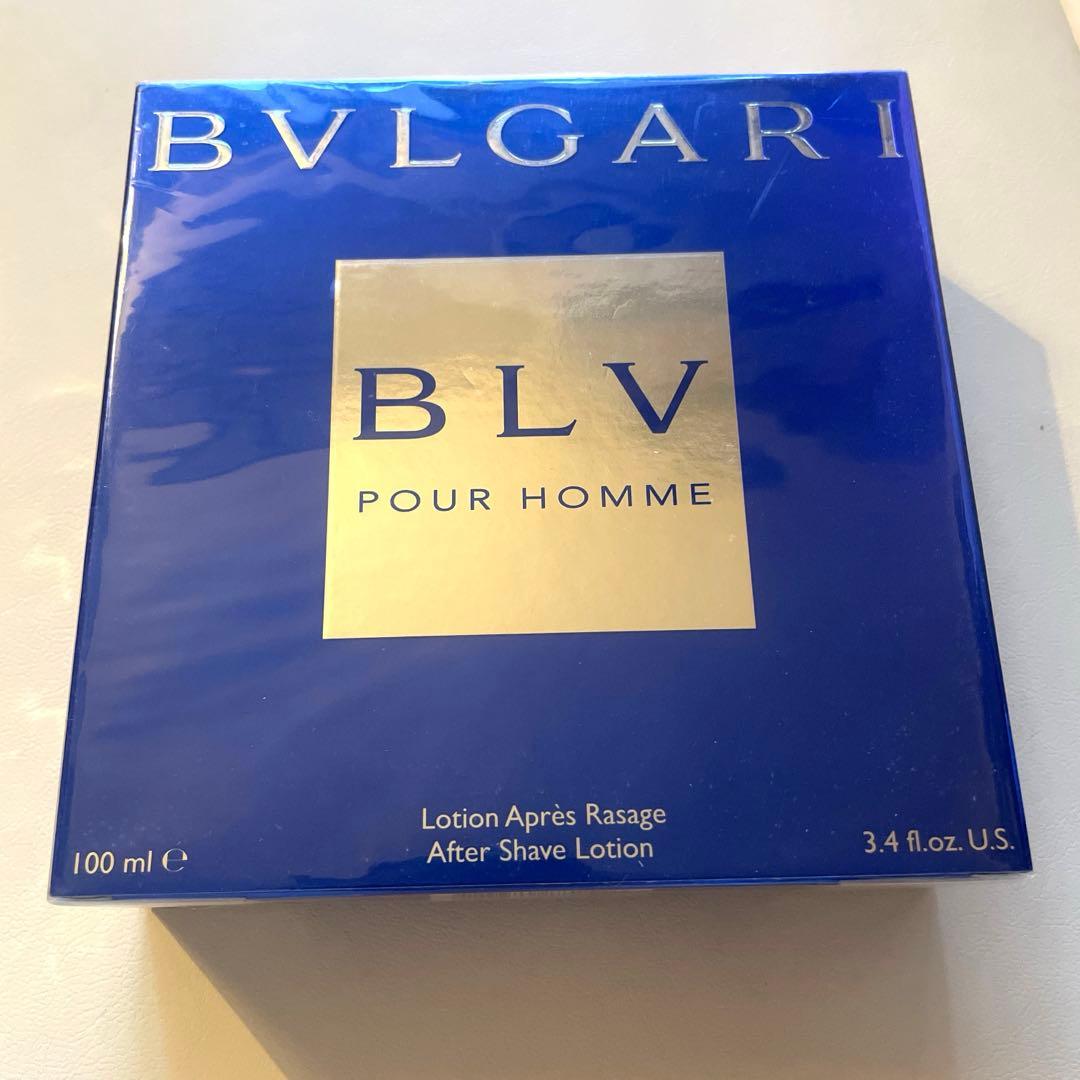 BVLGARI
BLV
POUR HOMME
Lotion Après Rasage
After Shave Lotion
100 ml ℮
3.4 fl.oz. U.S.